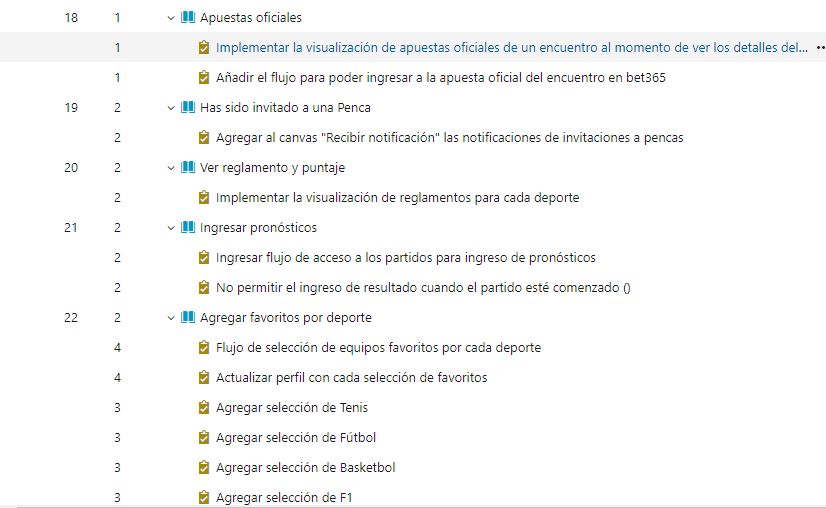 18 1 Apuestas oficiales
1 Implementar la visualización de apuestas oficiales de un encuentro al momento de ver los detalles del...
1 Añadir el flujo para poder ingresar a la apuesta oficial del encuentro en bet365
19 2 Has sido invitado a una Penca
2 Agregar al canvas "Recibir notificación" las notificaciones de invitaciones a pencas
20 2 Ver reglamento y puntaje
2 Implementar la visualización de reglamentos para cada deporte
21 2 Ingresar pronósticos
2 Ingresar flujo de acceso a los partidos para ingreso de pronósticos
2 No permitir el ingreso de resultado cuando el partido esté comenzado ()
22 2 Agregar favoritos por deporte
4 Flujo de selección de equipos favoritos por cada deporte
4 Actualizar perfil con cada selección de favoritos
3 Agregar selección de Tenis
3 Agregar selección de Fútbol
3 Agregar selección de Basketbol
3 Agregar selección de F1